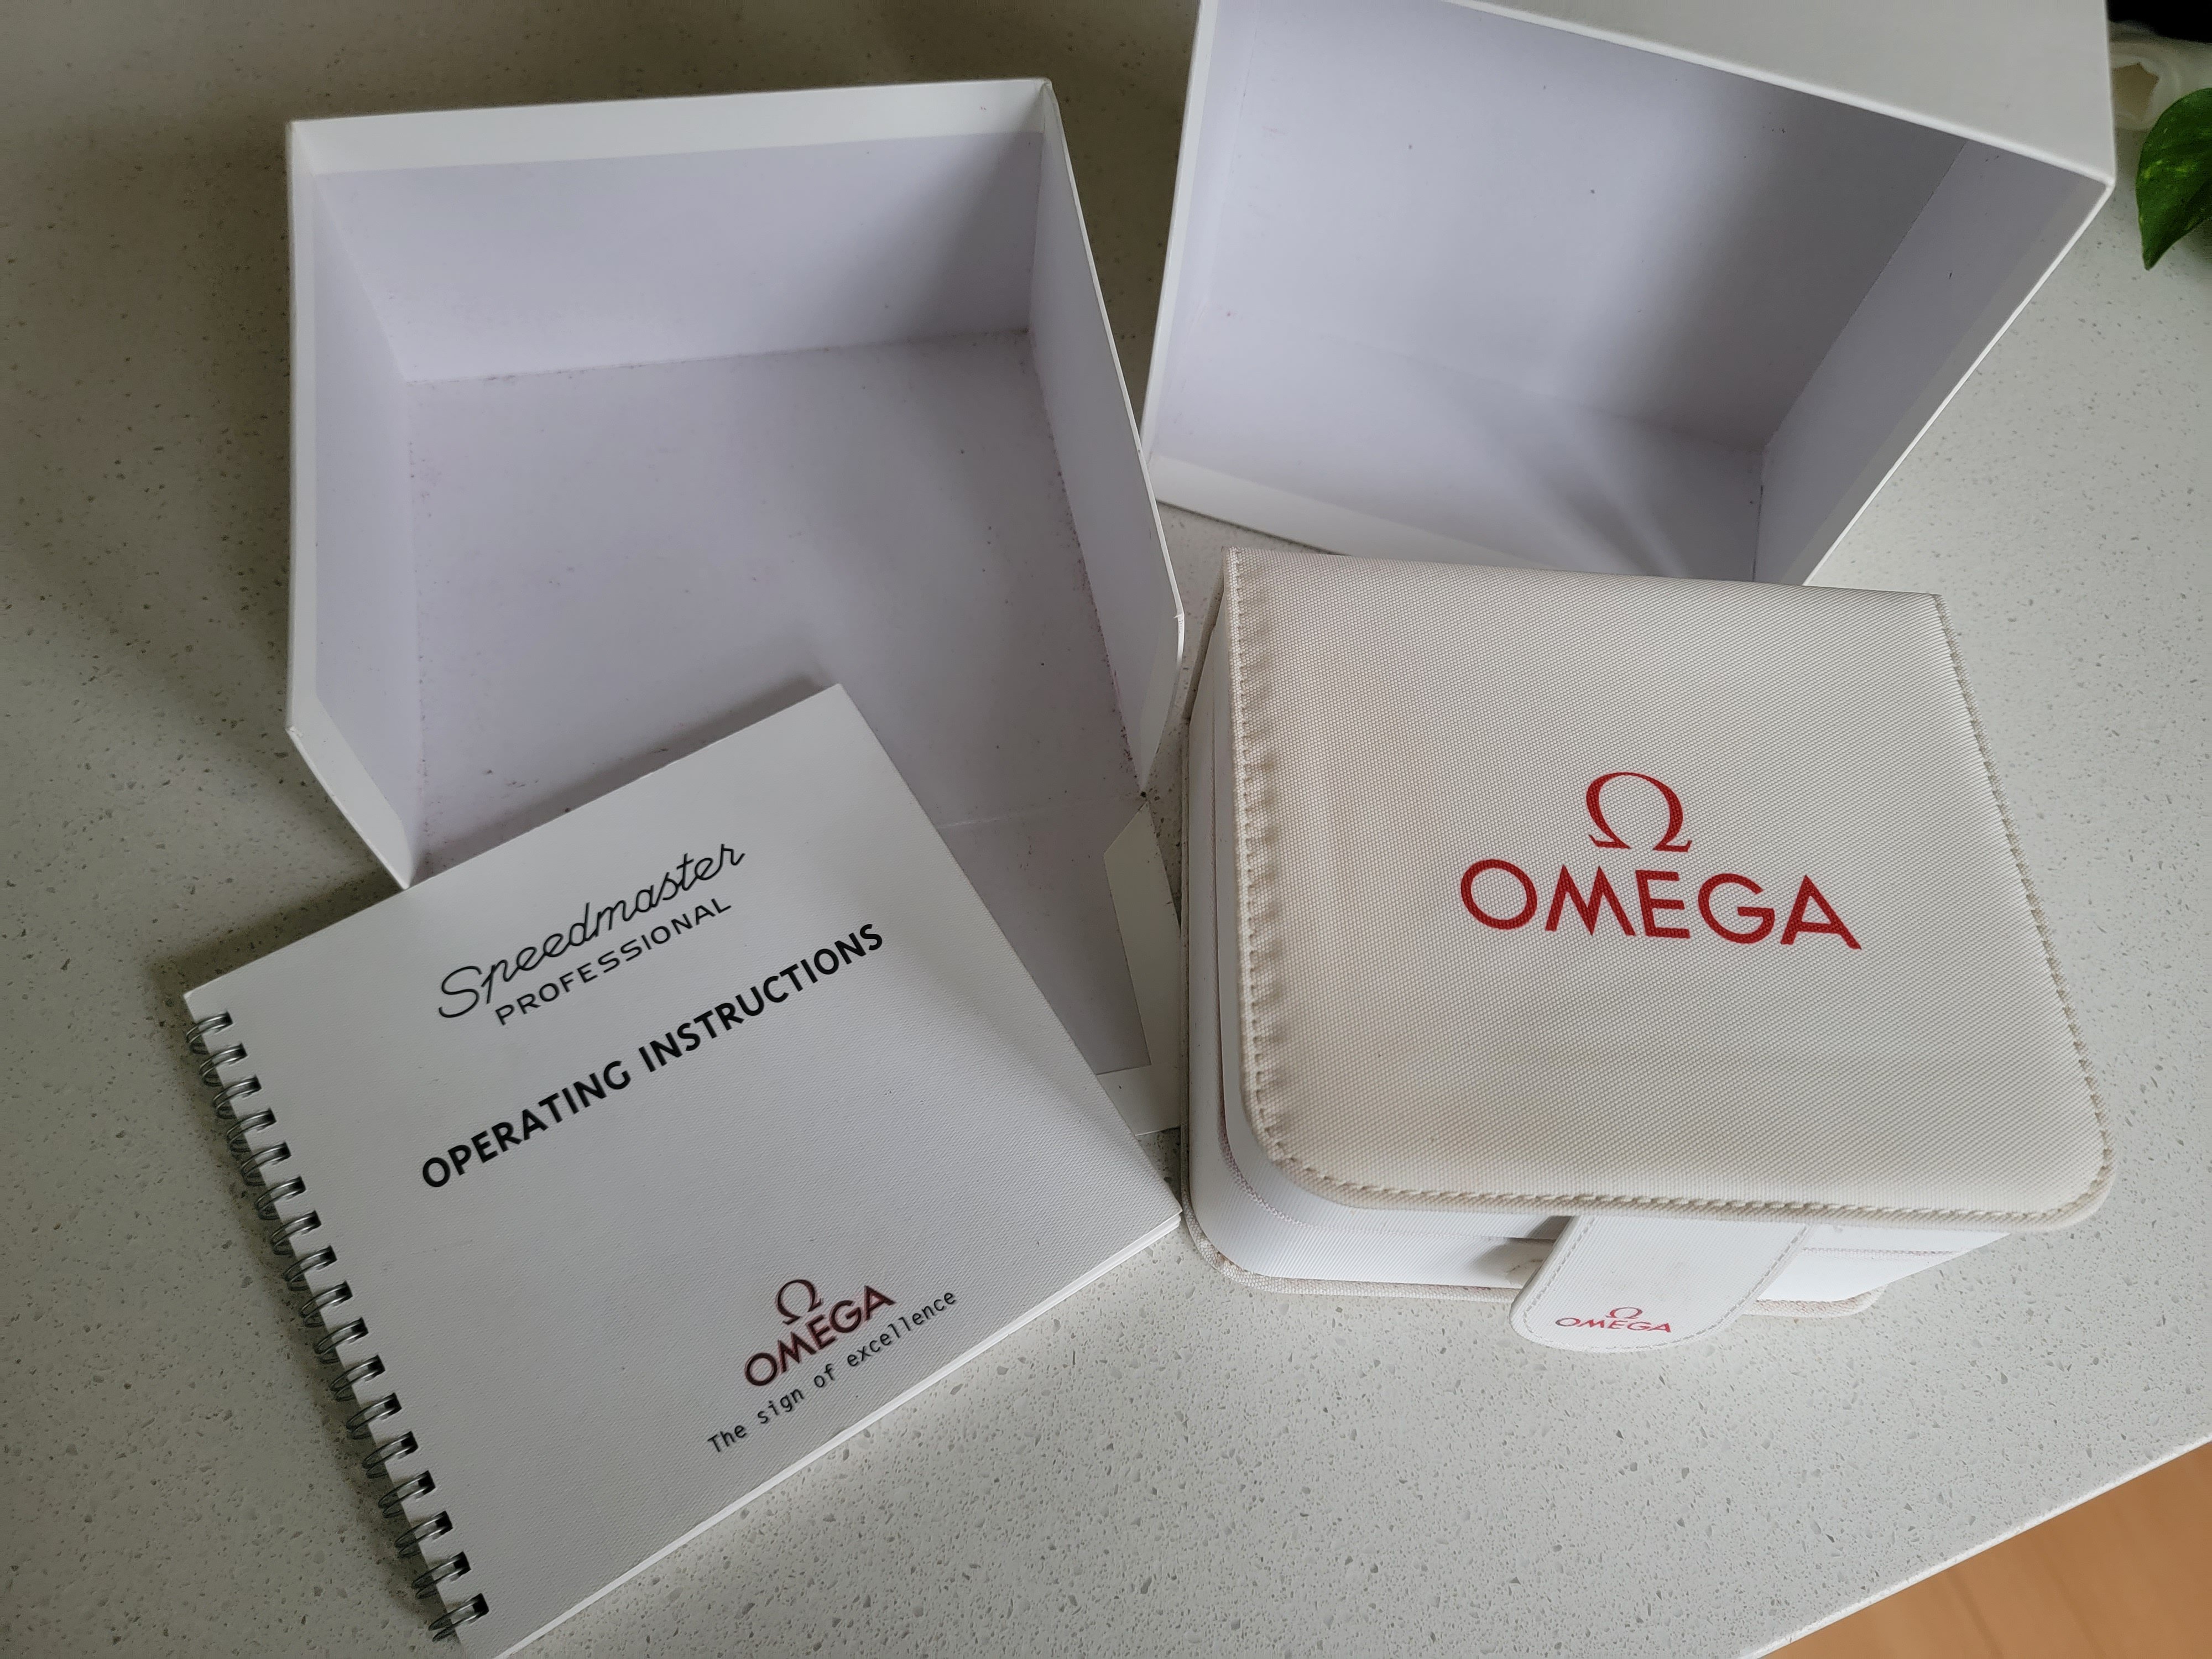 Speedmaster
PROFESSIONAL
OPERATING INSTRUCTIONS
Ω
OMEGA
The sign of excellence
Ω
OMEGA
Ω
OMEGA